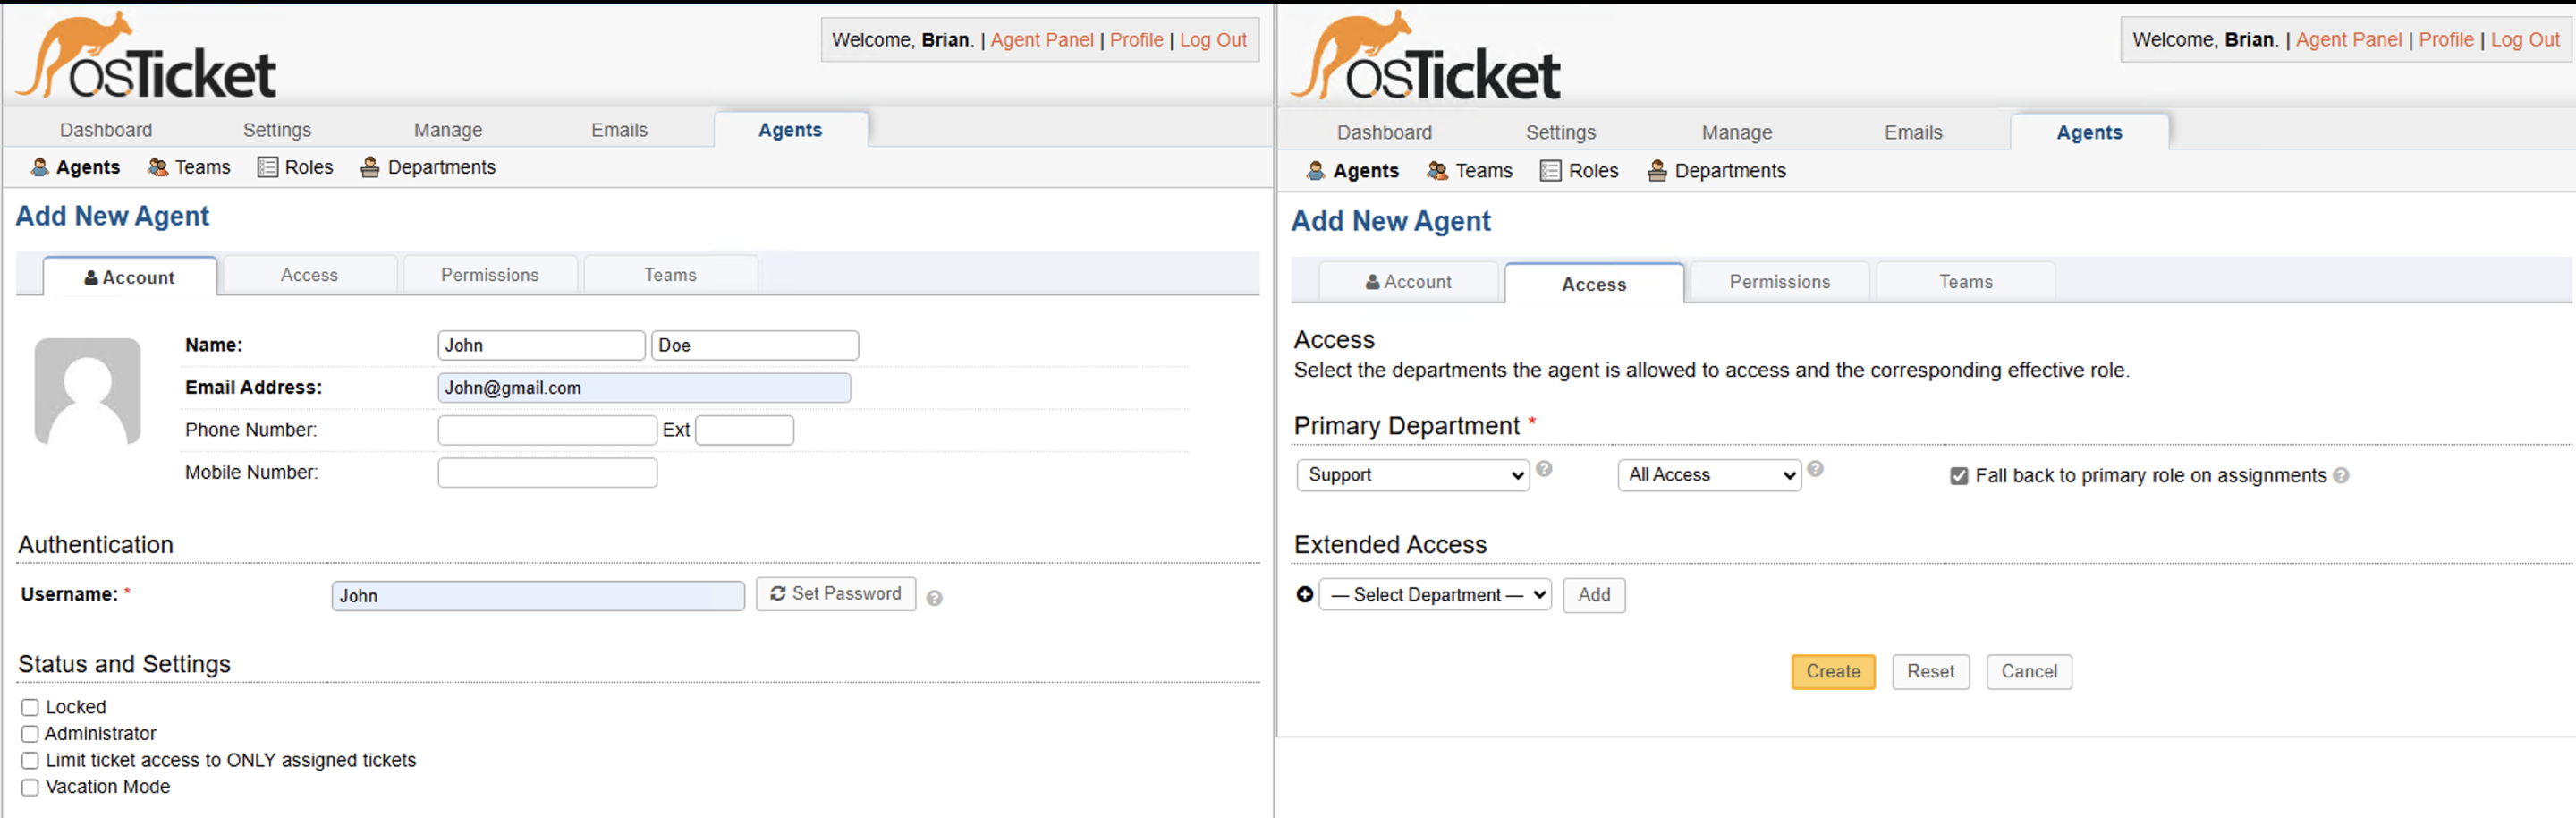 osTicket
Welcome, Brian. | Agent Panel | Profile | Log Out
Dashboard Settings Manage Emails Agents
Agents Teams Roles Departments
Add New Agent
Account Access Permissions Teams
Name: John Doe
Email Address: John@gmail.com
Phone Number: Ext
Mobile Number:
Authentication
Username: * John Set Password ?
Status and Settings
Locked
Administrator
Limit ticket access to ONLY assigned tickets
Vacation Mode
osTicket
Welcome, Brian. | Agent Panel | Profile | Log Out
Dashboard Settings Manage Emails Agents
Agents Teams Roles Departments
Add New Agent
Account Access Permissions Teams
Access
Select the departments the agent is allowed to access and the corresponding effective role.
Primary Department *
Support ? All Access ? Fall back to primary role on assignments ?
Extended Access
— Select Department — Add
Create Reset Cancel